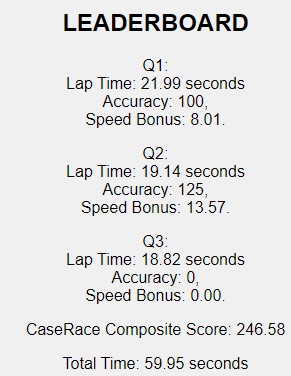 LEADERBOARD
Q1:
Lap Time: 21.99 seconds
Accuracy: 100,
Speed Bonus: 8.01.
Q2:
Lap Time: 19.14 seconds
Accuracy: 125,
Speed Bonus: 13.57.
Q3:
Lap Time: 18.82 seconds
Accuracy: 0,
Speed Bonus: 0.00.
CaseRace Composite Score: 246.58
Total Time: 59.95 seconds